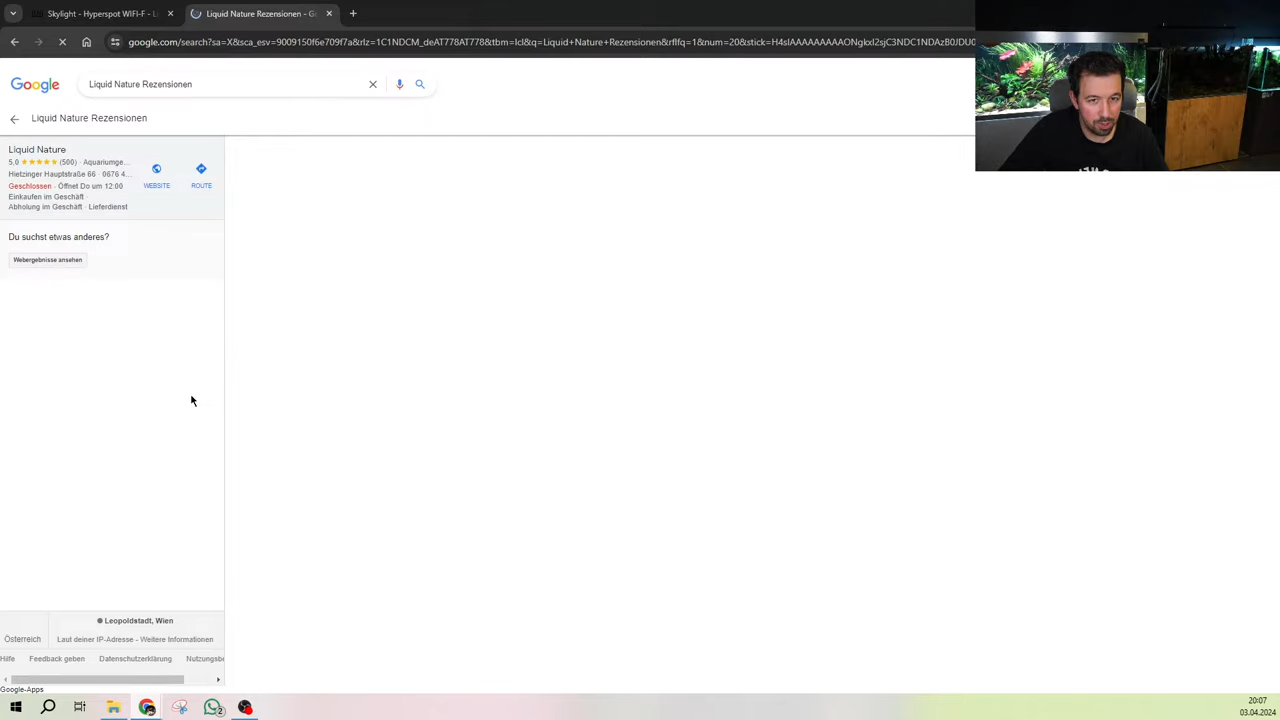 Skylight - Hyperspot WIFI-F - Li
Liquid Nature Rezensionen - Go
google.com/search?sa=X&sca_esv=9009150f6e709f7a&rlz=1C1NDCM_deAT778AT778&tbm=lcl&q=Liquid+Nature+Rezensionen&rflfq=1&num=20&stick=
Google
Liquid Nature Rezensionen
Liquid Nature Rezensionen
Liquid Nature
5,0 (500) · Aquariumge...
Hietzinger Hauptstraße 66 · 0676 4...
Geschlossen · Öffnet Do um 12:00
Einkaufen im Geschäft ·
Abholung im Geschäft · Lieferdienst
WEBSITE
ROUTE
Du suchst etwas anderes?
Webergebnisse ansehen
Leopoldstadt, Wien
Österreich
Laut deiner IP-Adresse - Weitere Informationen
Hilfe Feedback geben Datenschutzerklärung Nutzungsbe
Google-Apps
2
20:07
03.04.2024